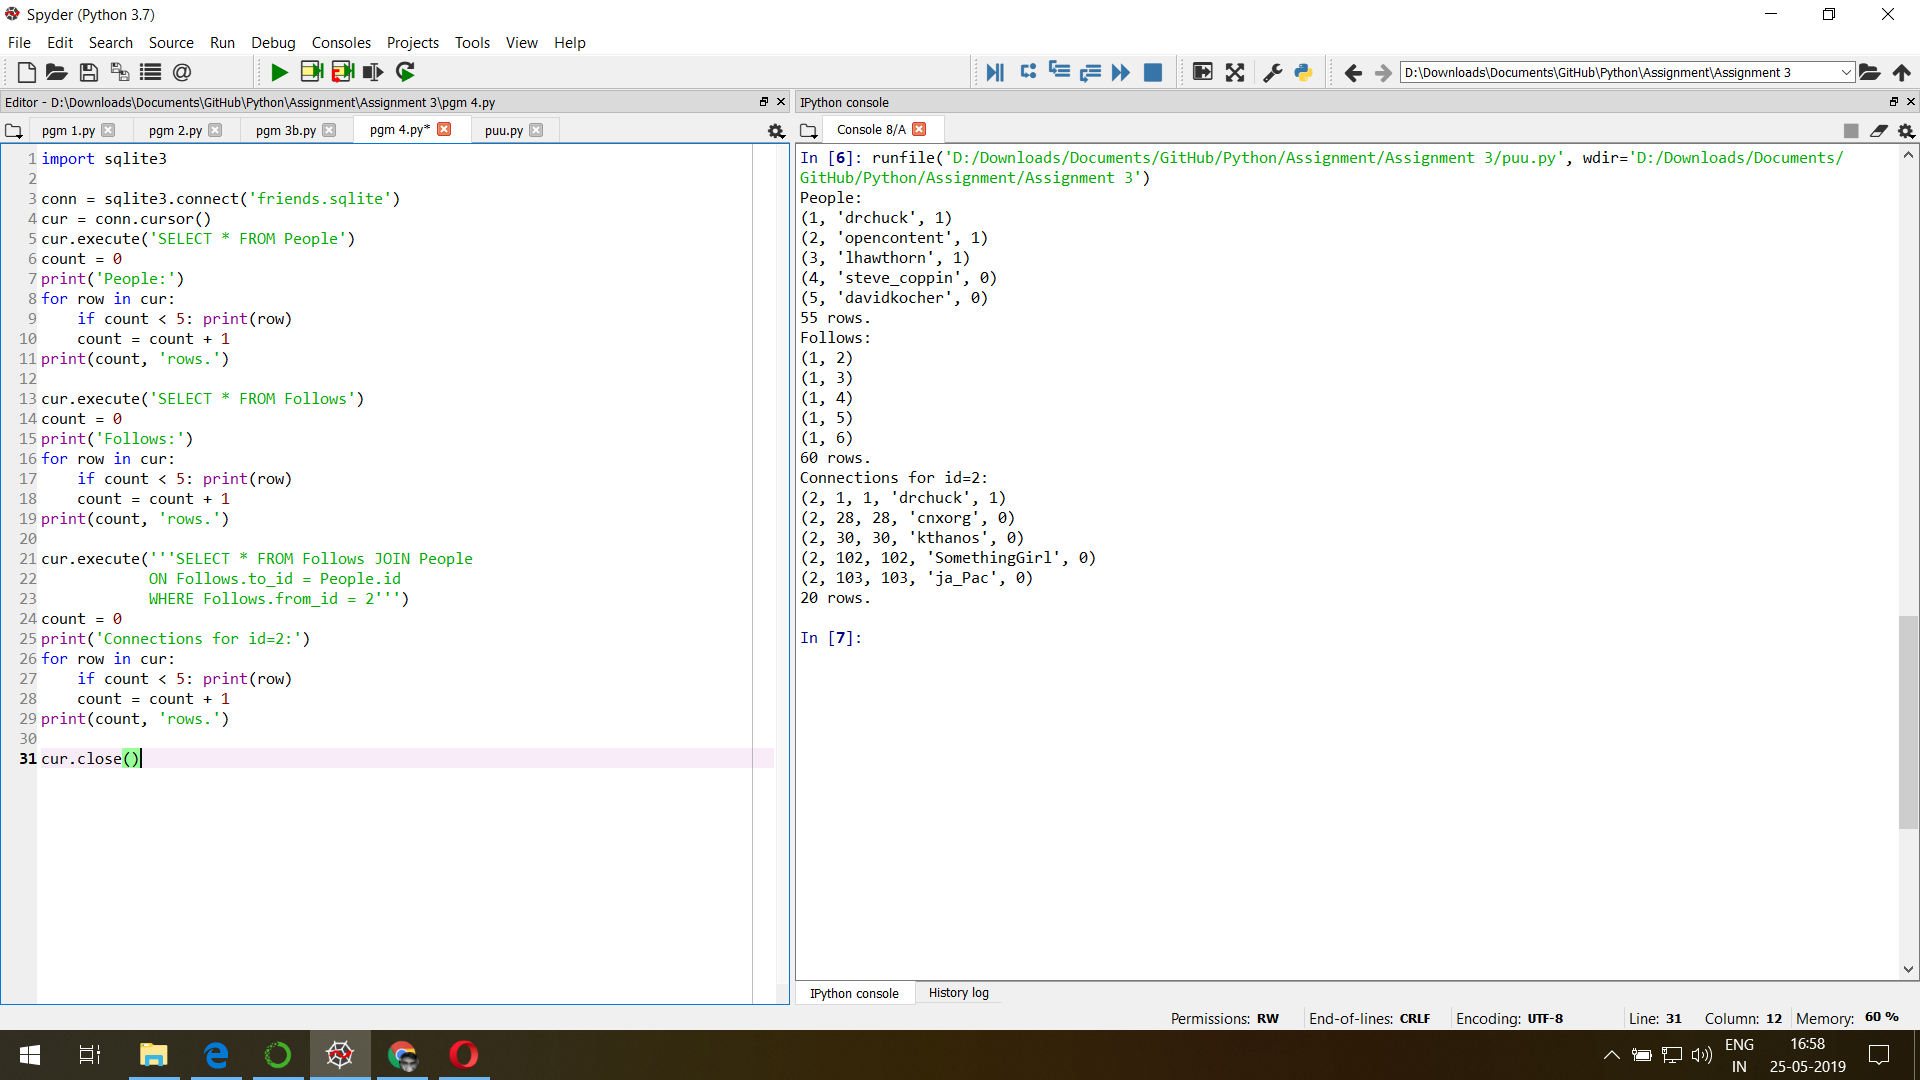 Spyder (Python 3.7)
File Edit Search Source Run Debug Consoles Projects Tools View Help
D:\Downloads\Documents\GitHub\Python\Assignment\Assignment 3
Editor - D:\Downloads\Documents\GitHub\Python\Assignment\Assignment 3\pgm 4.py
pgm 1.py pgm 2.py pgm 3b.py pgm 4.py* puu.py
1 import sqlite3
2
3 conn = sqlite3.connect('friends.sqlite')
4 cur = conn.cursor()
5 cur.execute('SELECT * FROM People')
6 count = 0
7 print('People:')
8 for row in cur:
9     if count < 5: print(row)
10     count = count + 1
11 print(count, 'rows.')
12
13 cur.execute('SELECT * FROM Follows')
14 count = 0
15 print('Follows:')
16 for row in cur:
17     if count < 5: print(row)
18     count = count + 1
19 print(count, 'rows.')
20
21 cur.execute('''SELECT * FROM Follows JOIN People
22             ON Follows.to_id = People.id
23             WHERE Follows.from_id = 2''')
24 count = 0
25 print('Connections for id=2:')
26 for row in cur:
27     if count < 5: print(row)
28     count = count + 1
29 print(count, 'rows.')
30
31 cur.close()
IPython console
Console 8/A
In [6]: runfile('D:/Downloads/Documents/GitHub/Python/Assignment/Assignment 3/puu.py', wdir='D:/Downloads/Documents/
GitHub/Python/Assignment/Assignment 3')
People:
(1, 'drchuck', 1)
(2, 'opencontent', 1)
(3, 'lhawthorn', 1)
(4, 'steve_coppin', 0)
(5, 'davidkocher', 0)
55 rows.
Follows:
(1, 2)
(1, 3)
(1, 4)
(1, 5)
(1, 6)
60 rows.
Connections for id=2:
(2, 1, 1, 'drchuck', 1)
(2, 28, 28, 'cnxorg', 0)
(2, 30, 30, 'kthanos', 0)
(2, 102, 102, 'SomethingGirl', 0)
(2, 103, 103, 'ja_Pac', 0)
20 rows.
In [7]:
IPython console History log
Permissions: RW End-of-lines: CRLF Encoding: UTF-8 Line: 31 Column: 12 Memory: 60 %
ENG
IN
16:58
25-05-2019